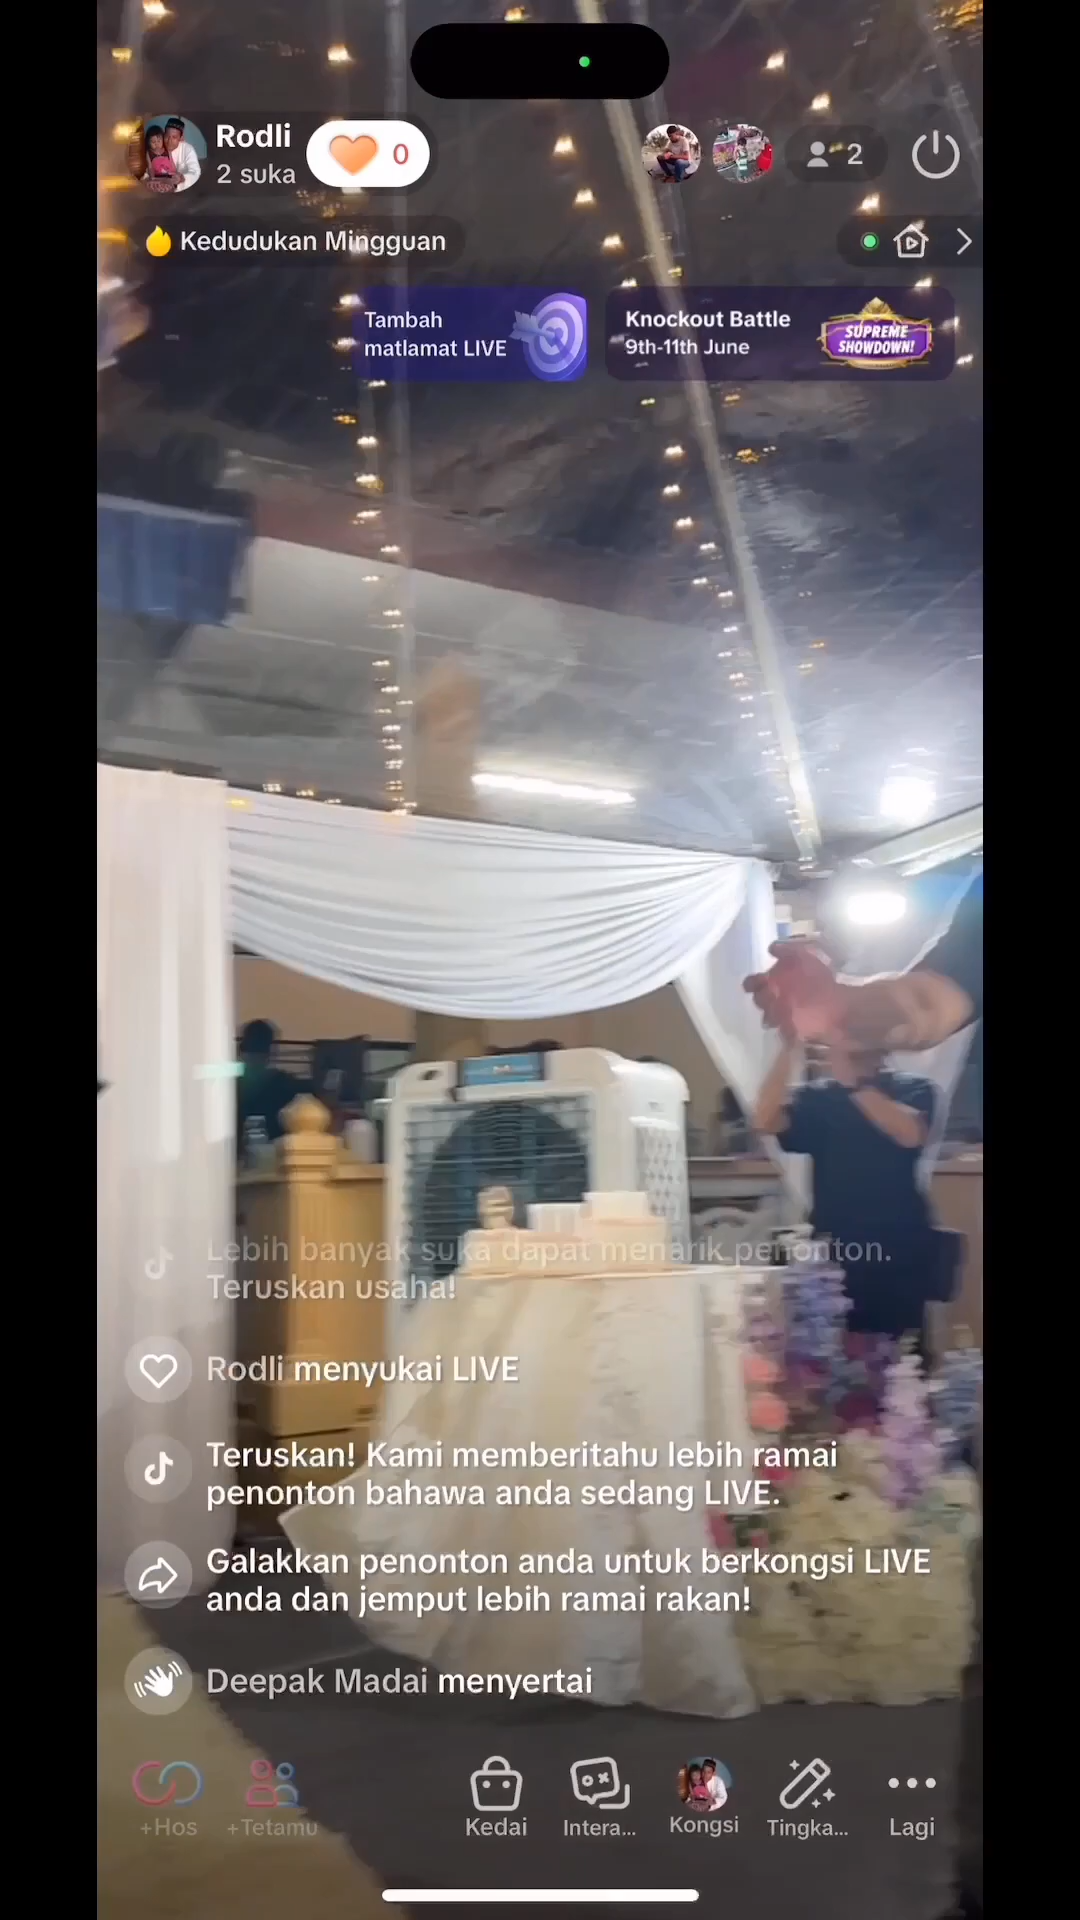 Rodli
2 suka
0
2
Kedudukan Mingguan
Tambah
matlamat LIVE
Knockout Battle
9th-11th June
SUPREME
SHOWDOWN!
Lebih banyak suka dapat menarik penonton.
Teruskan usaha!
Rodli menyukai LIVE
Teruskan! Kami memberitahu lebih ramai
penonton bahawa anda sedang LIVE.
Galakkan penonton anda untuk berkongsi LIVE
anda dan jemput lebih ramai rakan!
Deepak Madai menyertai
+Hos
+Tetamu
Kedai
Intera...
Kongsi
Tingka...
Lagi